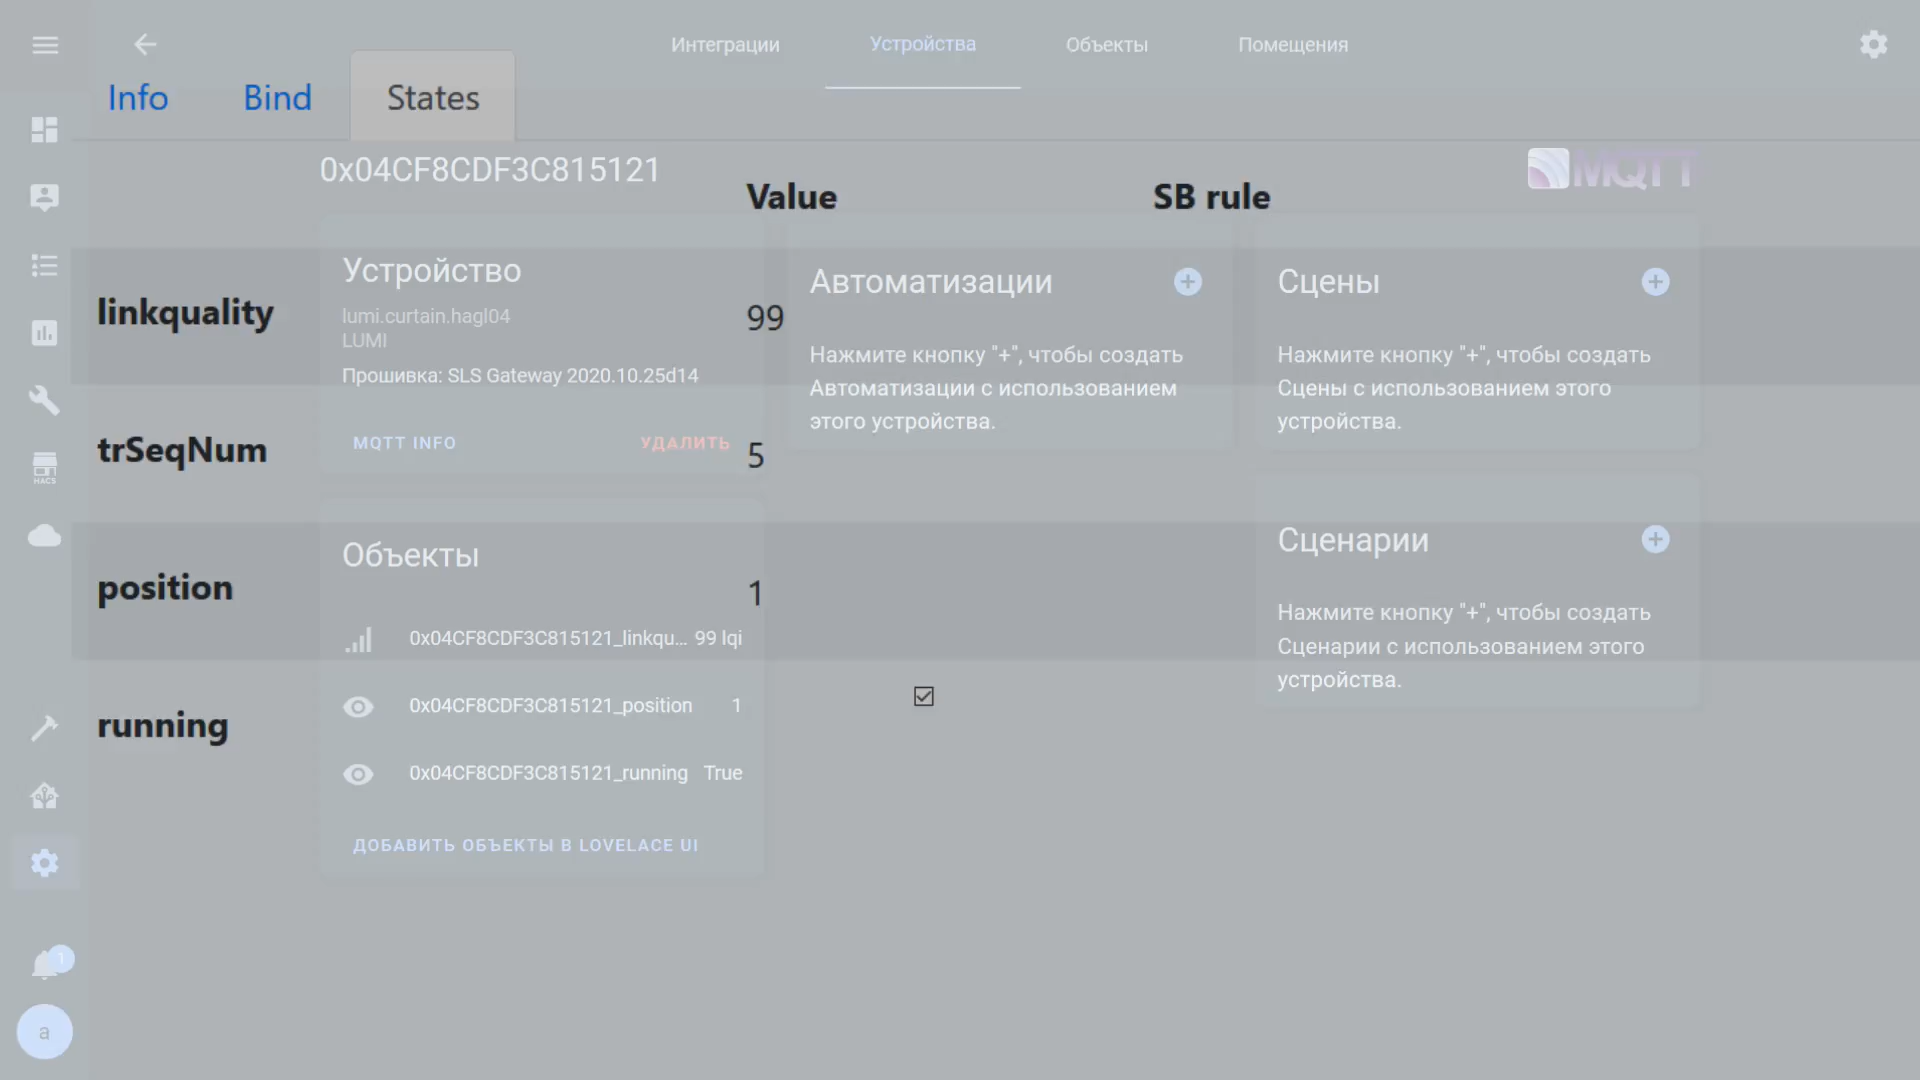 Интеграции
Устройства
Объекты
Помещения
Info
Bind
States
0x04CF8CDF3C815121
MQTT
Value
SB rule
linkquality
99
trSeqNum
5
position
1
running
Устройство
lumi.curtain.hagl04
LUMI
Прошивка: SLS Gateway 2020.10.25d14
MQTT INFO
УДАЛИТЬ
Автоматизации
Нажмите кнопку "+", чтобы создать
Автоматизации с использованием
этого устройства.
Сцены
Нажмите кнопку "+", чтобы создать
Сцены с использованием этого
устройства.
Объекты
0x04CF8CDF3C815121_linkqu... 99 lqi
0x04CF8CDF3C815121_position 1
0x04CF8CDF3C815121_running True
ДОБАВИТЬ ОБЪЕКТЫ В LOVELACE UI
Сценарии
Нажмите кнопку "+", чтобы создать
Сценарии с использованием этого
устройства.
HACS
1
a